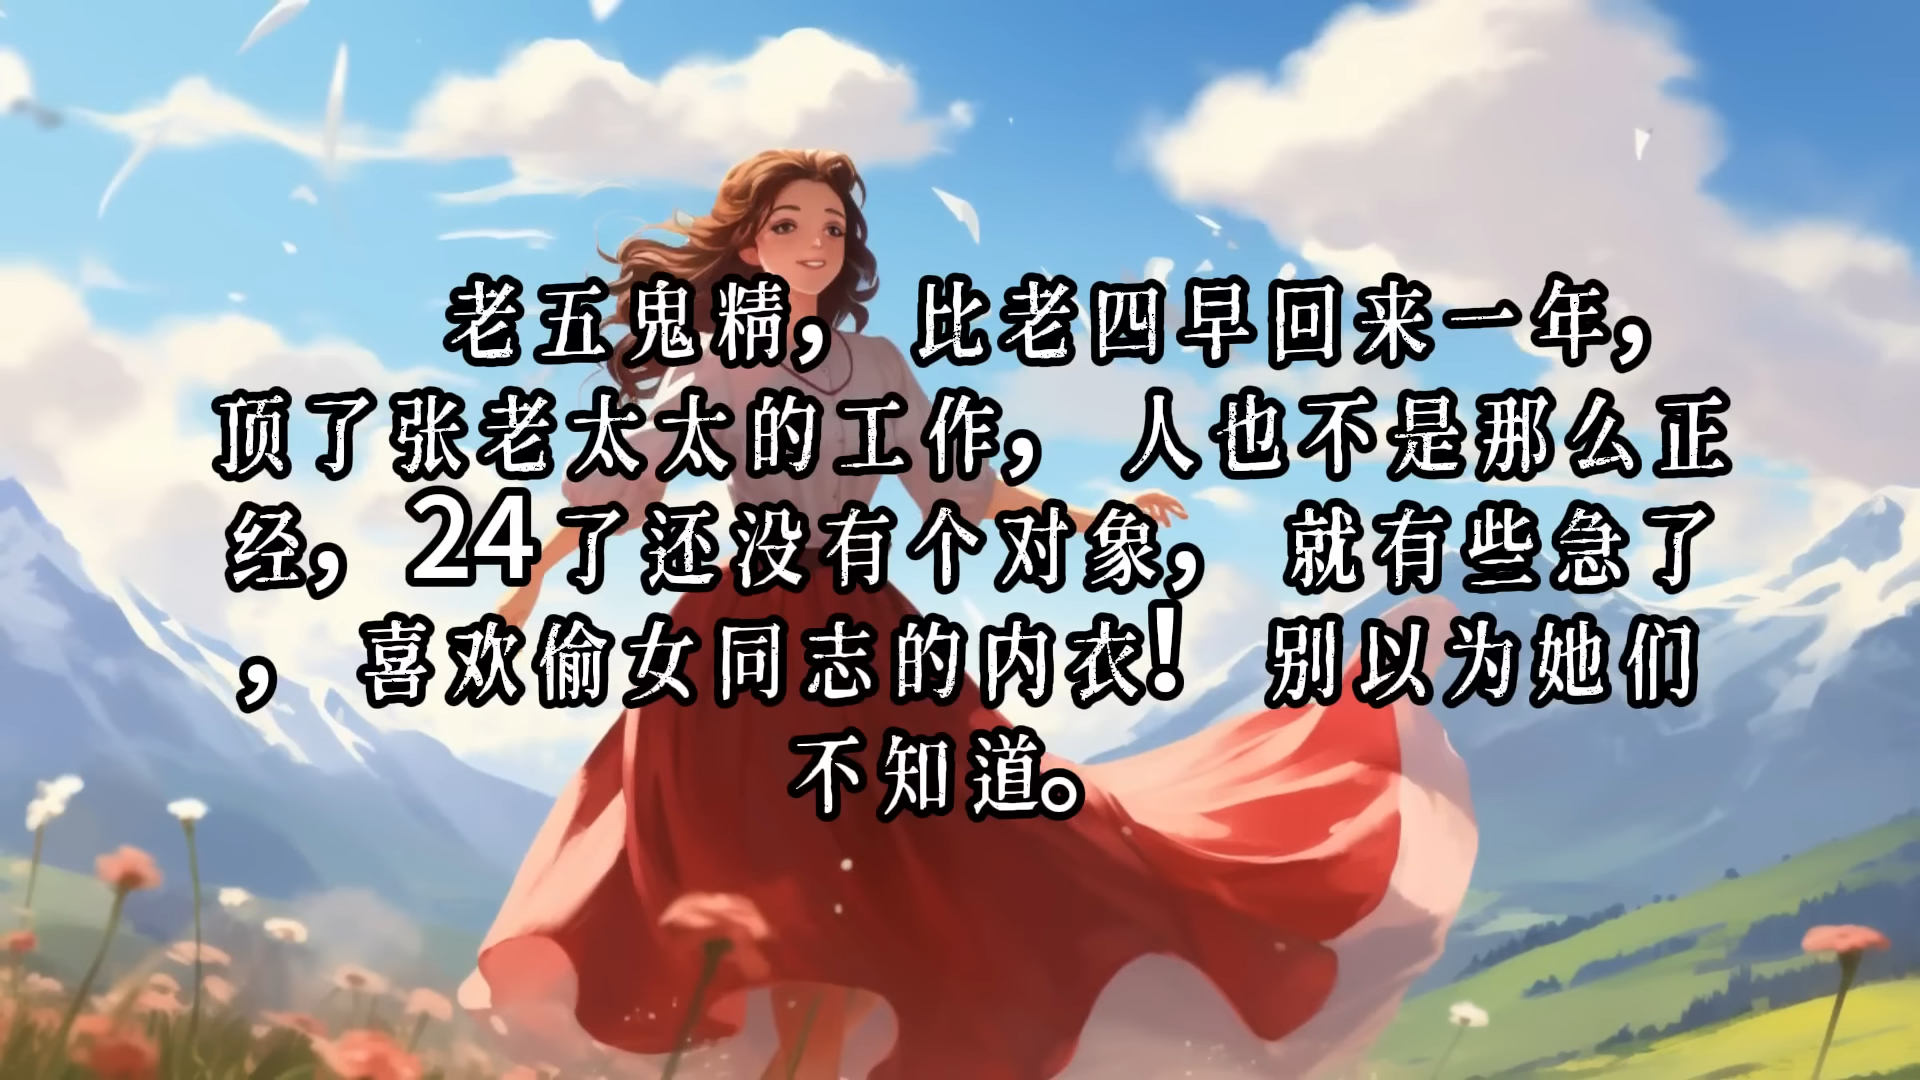 老五鬼精，比老四早回来一年，
顶了张老太太的工作，人也不是那么正
经，24了还没有个对象，就有些急了
，喜欢偷女同志的内衣！别以为她们
不知道。